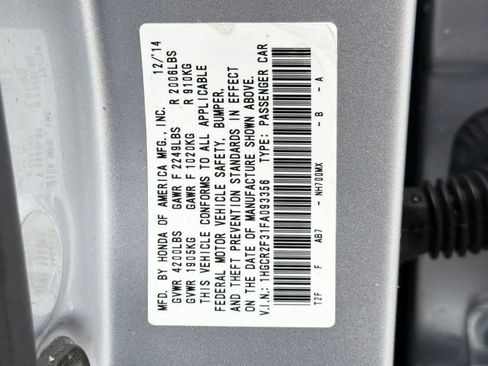 MFD. BY HONDA OF AMERICA MFG., INC. 12/'14
GVWR 4200LBS GAWR F 2249LBS R 2006LBS
GVWR 1905KG GAWR F 1020KG R 910KG
THIS VEHICLE CONFORMS TO ALL APPLICABLE
FEDERAL MOTOR VEHICLE SAFETY, BUMPER,
AND THEFT PREVENTION STANDARDS IN EFFECT
ON THE DATE OF MANUFACTURE SHOWN ABOVE.
V.I.N.: 1HGCR2F31FA093356 TYPE: PASSENGER CAR
T2F F AB7 - NH700MX - B - A